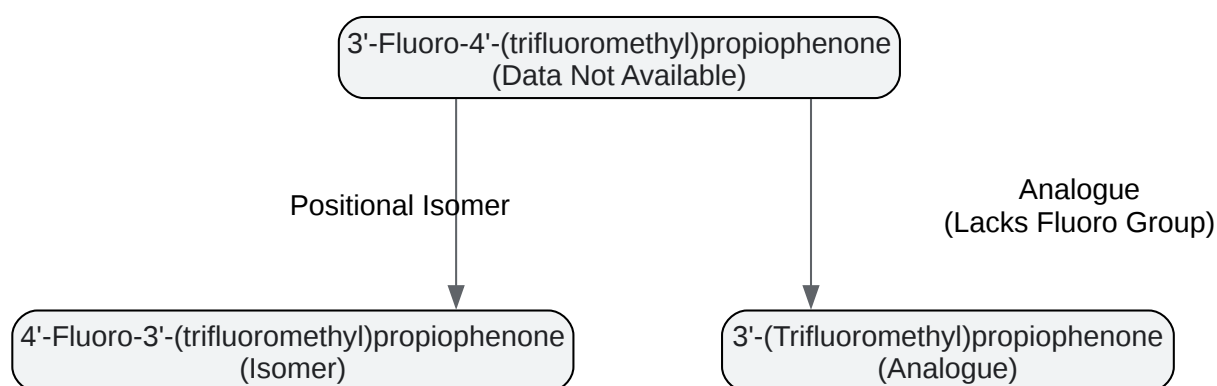 3'-Fluoro-4'-(trifluoromethyl)propiophenone
(Data Not Available)
Positional Isomer
Analogue
(Lacks Fluoro Group)
4'-Fluoro-3'-(trifluoromethyl)propiophenone
(Isomer)
3'-(Trifluoromethyl)propiophenone
(Analogue)